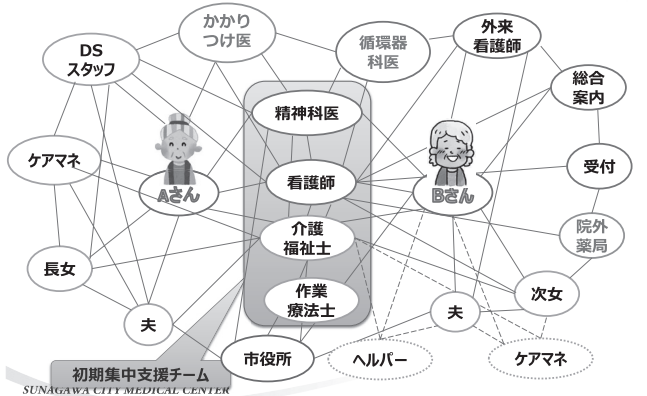 かかり
つけ医
DS
スタッフ
循環器
科医
外来
看護師
総合
案内
精神科医
ケアマネ
看護師
Aさん
Bさん
受付
介護
福祉士
院外
薬局
長女
作業
療法士
次女
夫
夫
市役所
ヘルパー
ケアマネ
初期集中支援チーム
SUNAGAWA CITY MEDICAL CENTER